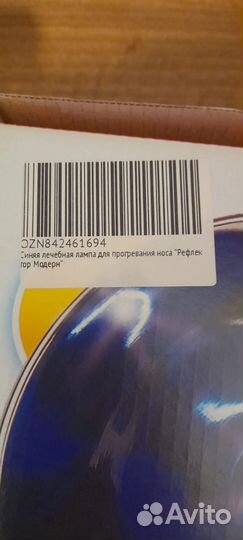 OZN842461694
Синяя лечебная лампа для прогревания носа "Рефлек
тор Модерн"
Avito